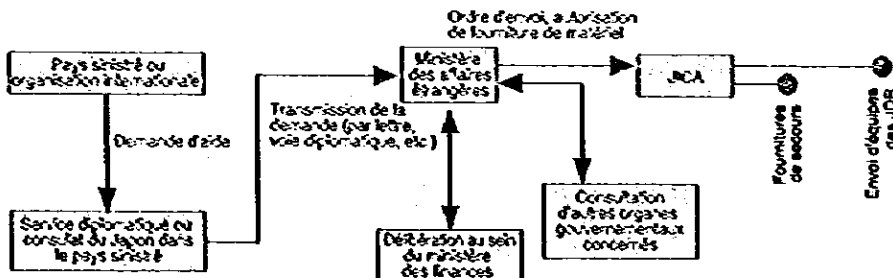 Pays sinistré ou
organisation internationale
Demande d'aide
Service diplomatique ou
consulat du Japon dans
le pays sinistré
Transmission de la
demande (par lettre,
voie diplomatique, etc.)
Ministère
des affaires
étrangères
Délibération au sein
du ministère
des finances
Ordre d'envoi, autorisation
de fourniture de matériel
Consultation
d'autres organes
gouvernementaux
concernés
JICA
Fournitures
de secours
Envoi d'équipes
des JDR